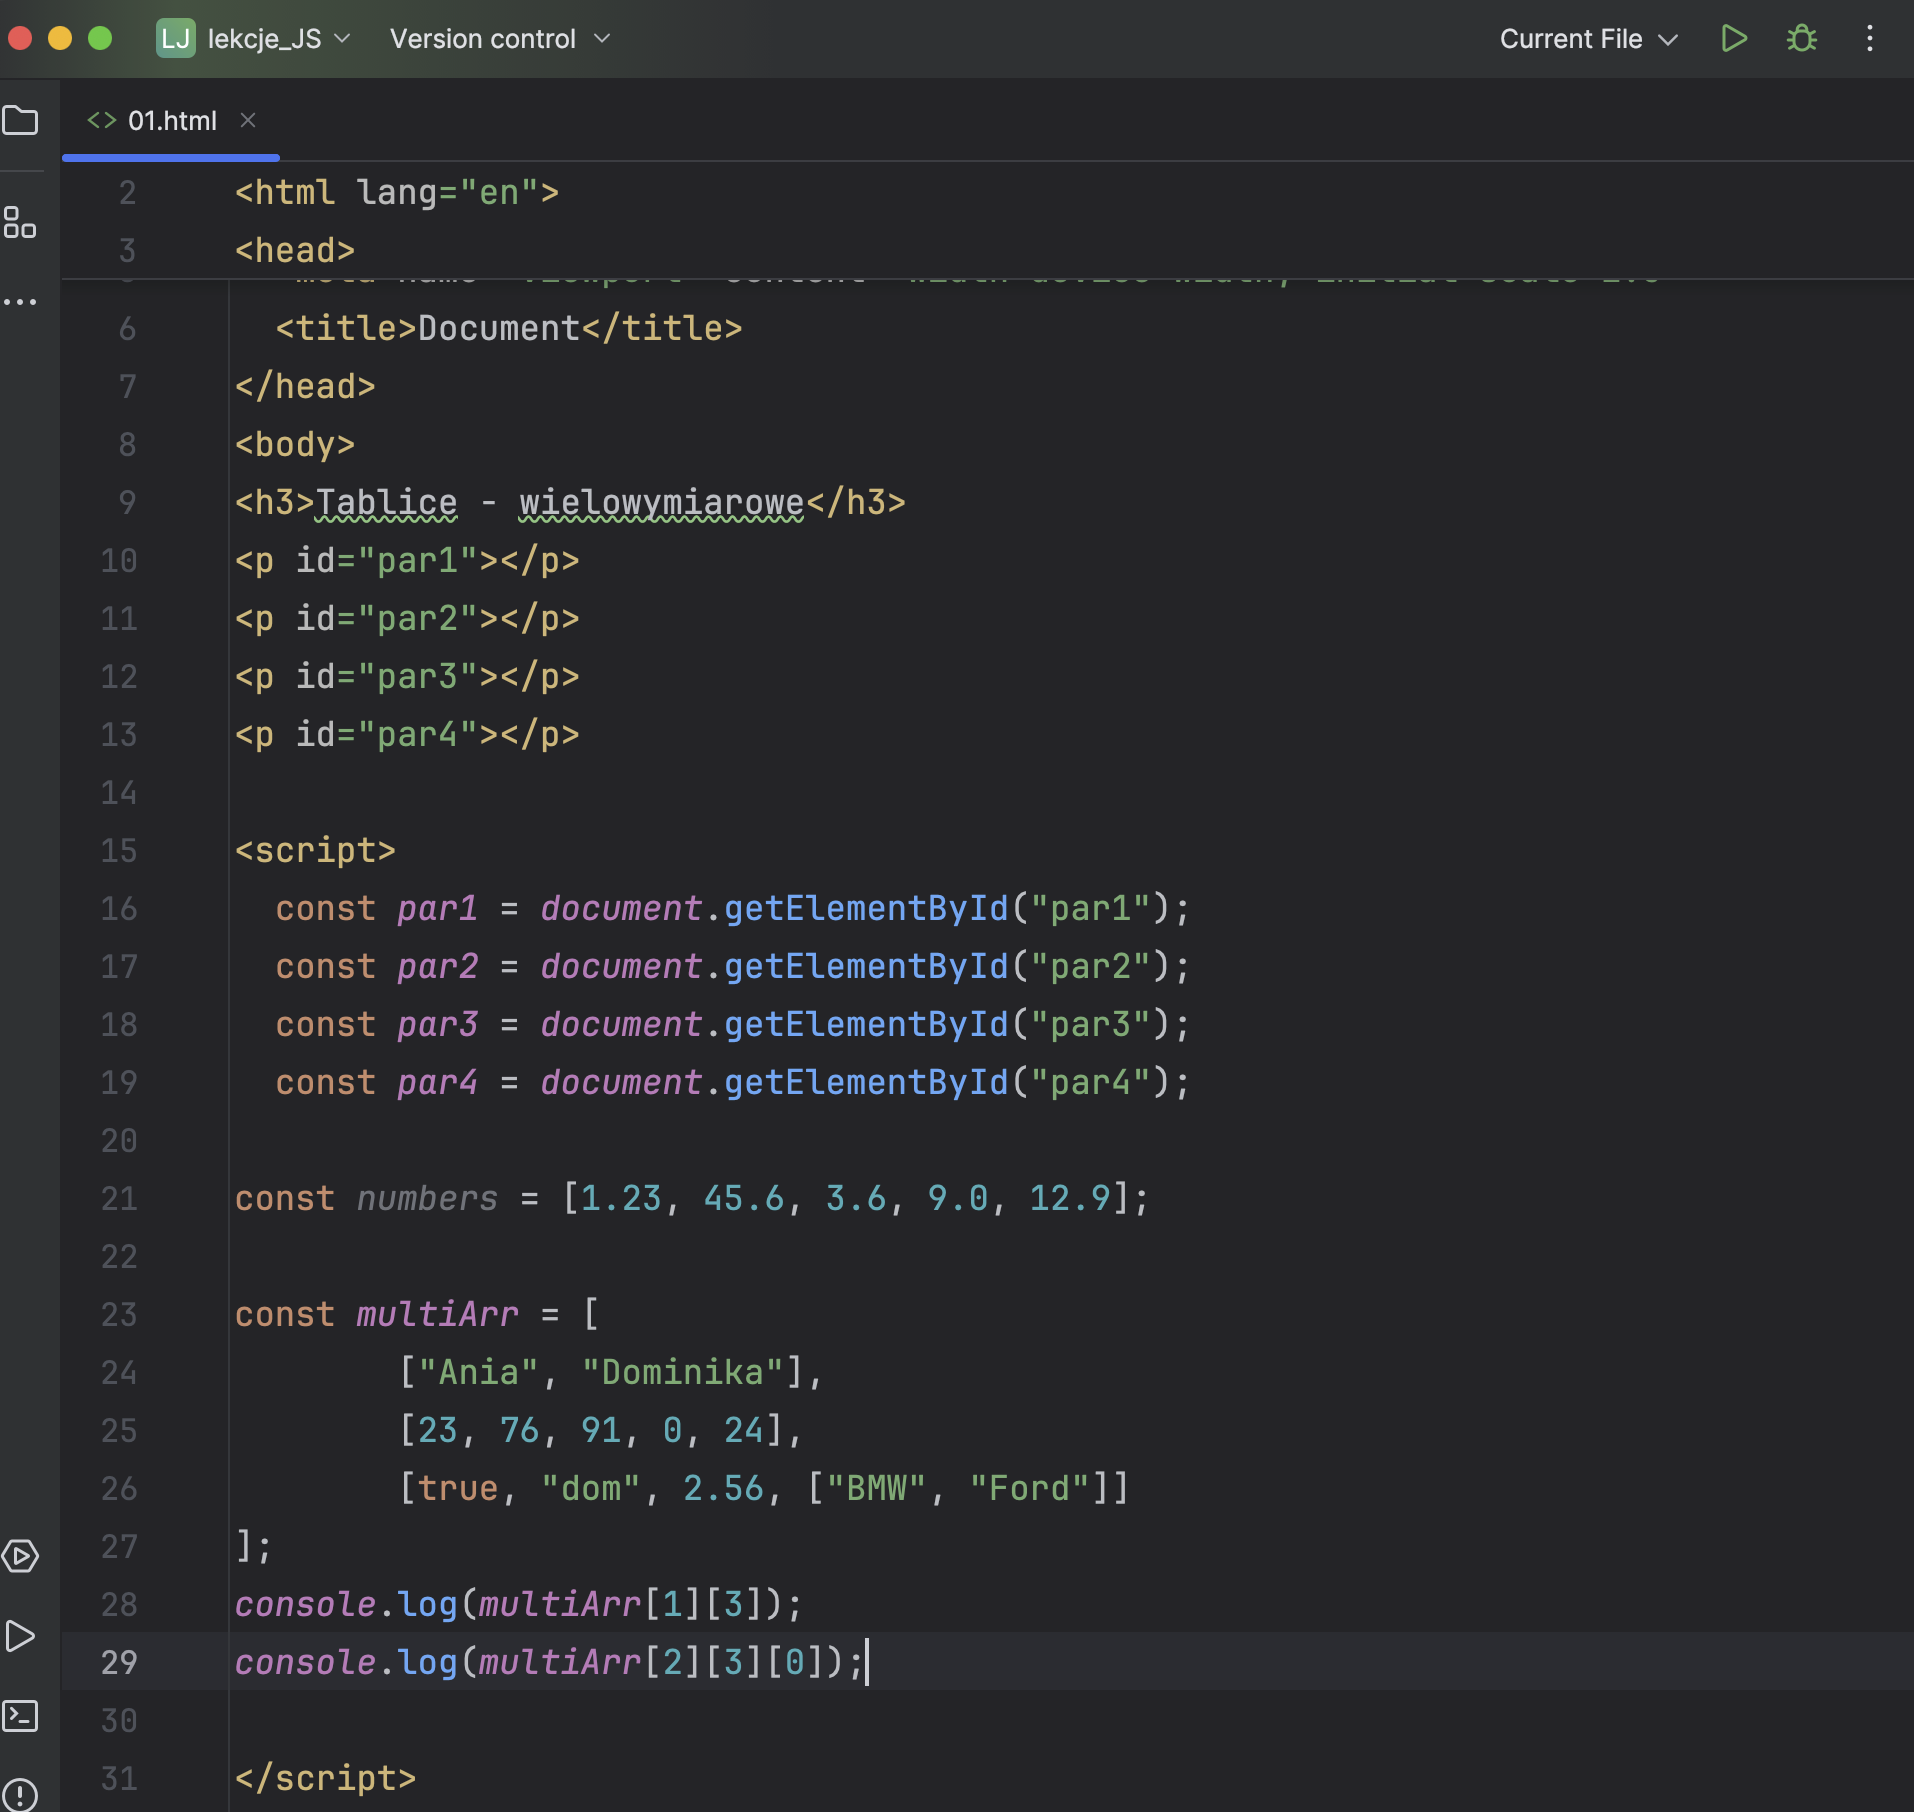 LJ lekcje_JS Version control Current File
<> 01.html ×
2 <html lang="en">
3 <head>
6 <title>Document</title>
7 </head>
8 <body>
9 <h3>Tablice - wielowymiarowe</h3>
10 <p id="par1"></p>
11 <p id="par2"></p>
12 <p id="par3"></p>
13 <p id="par4"></p>
14
15 <script>
16 const par1 = document.getElementById("par1");
17 const par2 = document.getElementById("par2");
18 const par3 = document.getElementById("par3");
19 const par4 = document.getElementById("par4");
20
21 const numbers = [1.23, 45.6, 3.6, 9.0, 12.9];
22
23 const multiArr = [
24 ["Ania", "Dominika"],
25 [23, 76, 91, 0, 24],
26 [true, "dom", 2.56, ["BMW", "Ford"]]
27 ];
28 console.log(multiArr[1][3]);
29 console.log(multiArr[2][3][0]);
30
31 </script>